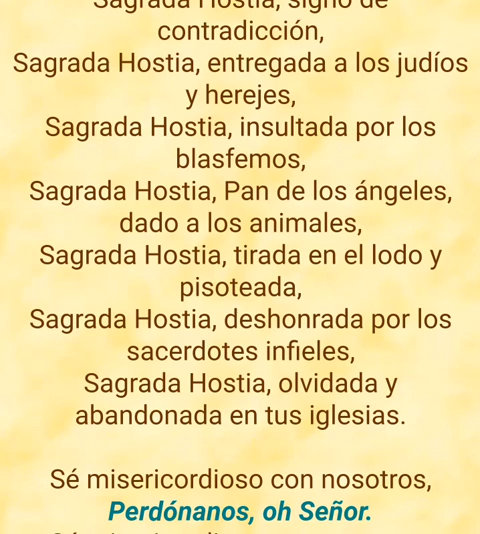 Sagrada Hostia, signo de
contradicción,
Sagrada Hostia, entregada a los judíos
y herejes,
Sagrada Hostia, insultada por los
blasfemos,
Sagrada Hostia, Pan de los ángeles,
dado a los animales,
Sagrada Hostia, tirada en el lodo y
pisoteada,
Sagrada Hostia, deshonrada por los
sacerdotes infieles,
Sagrada Hostia, olvidada y
abandonada en tus iglesias.
Sé misericordioso con nosotros,
Perdónanos, oh Señor.